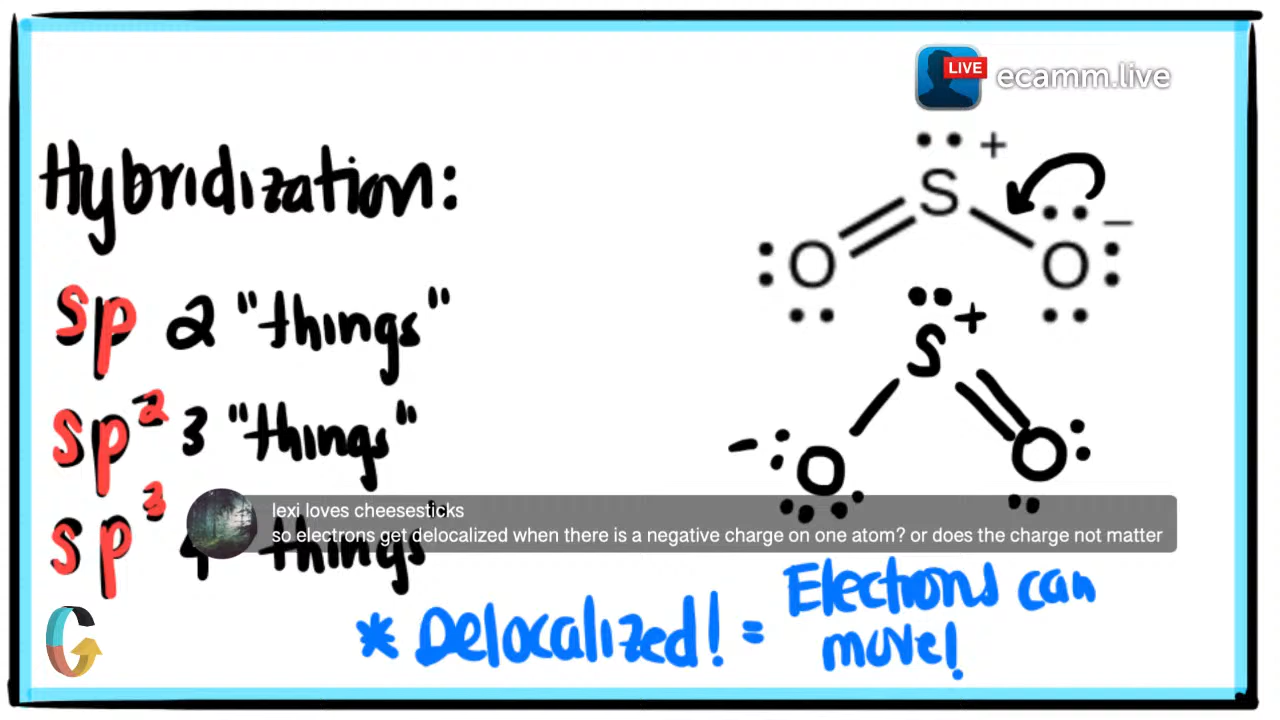 LIVE ecamm.live
Hybridization:
sp 2 "things"
sp² 3 "things"
sp³ 4 "things"
S +
O O −
S +
− O O
lexi loves cheesesticks
so electrons get delocalized when there is a negative charge on one atom? or does the charge not matter
* Delocalized! = Electrons can
move!